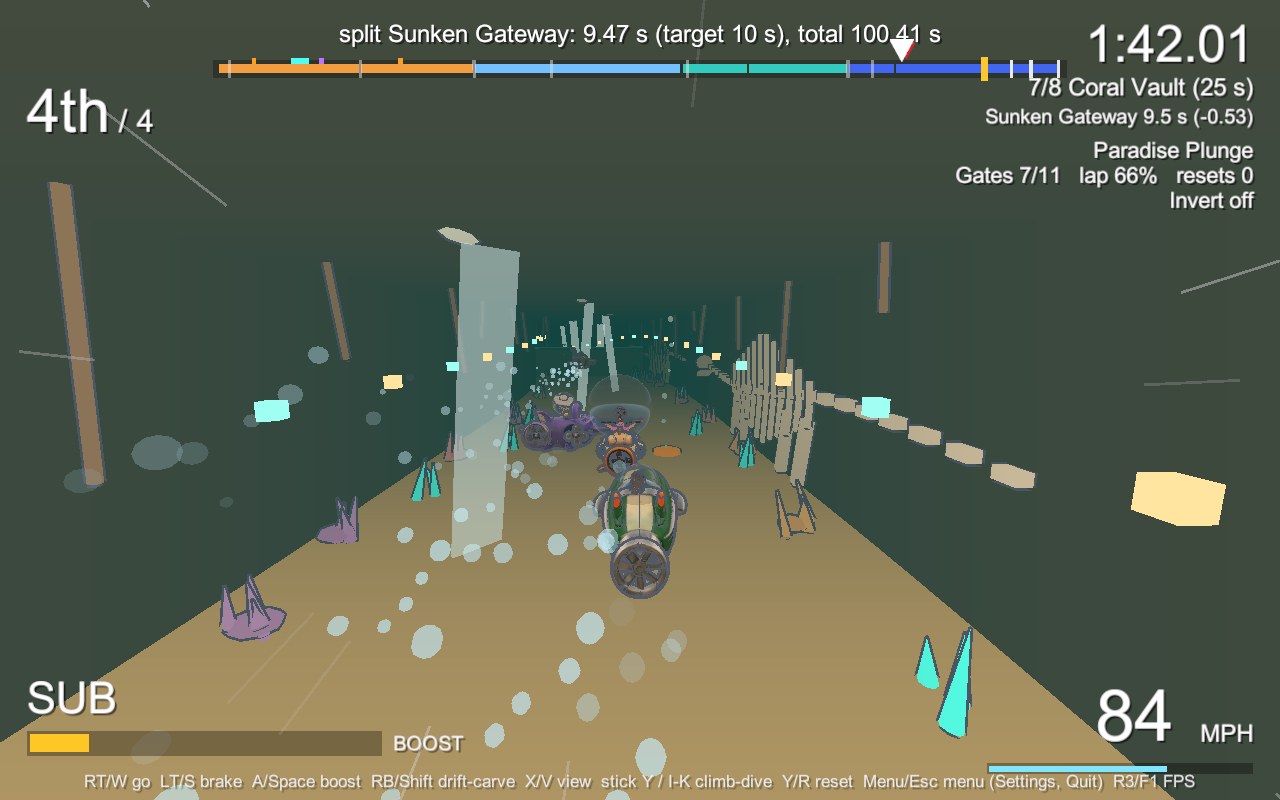 split Sunken Gateway: 9.47 s (target 10 s), total 100.41 s
1:42.01
7/8 Coral Vault (25 s)
4th / 4
Sunken Gateway 9.5 s (-0.53)
Paradise Plunge
Gates 7/11 lap 66% resets 0
Invert off
SUB
BOOST
84 MPH
RT/W go LT/S brake A/Space boost RB/Shift drift-carve X/V view stick Y / I-K climb-dive Y/R reset Menu/Esc menu (Settings, Quit) R3/F1 FPS